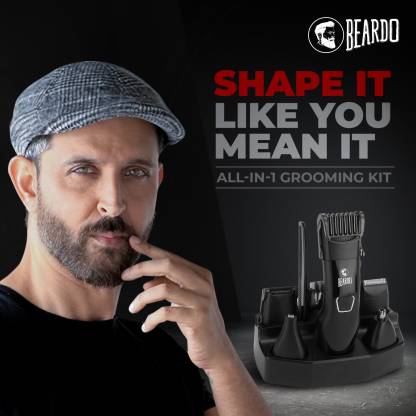 BEARDO
SHAPE IT
LIKE YOU
MEAN IT
ALL-IN-1 GROOMING KIT
BEARDO